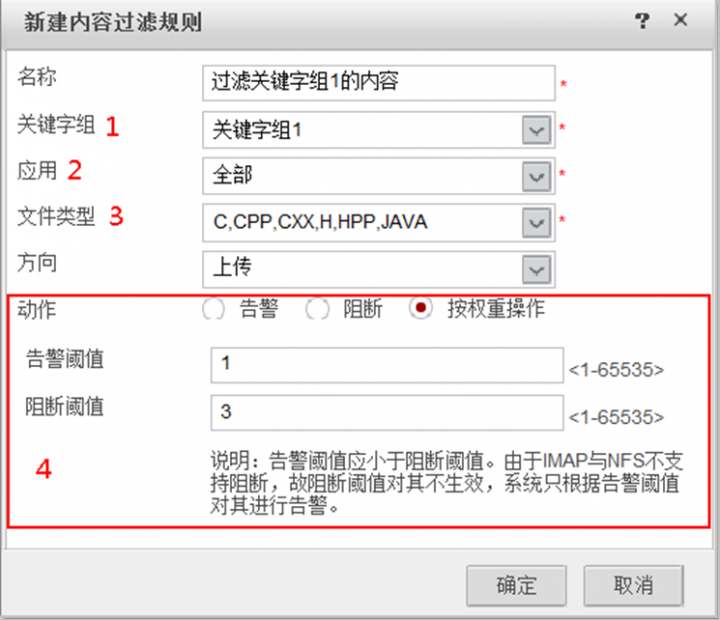 新建内容过滤规则 ? ×
名称 过滤关键字组1的内容 *
关键字组 1 关键字组1 *
应用 2 全部 *
文件类型 3 C,CPP,CXX,H,HPP,JAVA *
方向 上传
动作 告警 阻断 按权重操作
告警阈值 1 <1-65535>
阻断阈值 3 <1-65535>
4
说明：告警阈值应小于阻断阈值。由于IMAP与NFS不支
持阻断，故阻断阈值对其不生效，系统只根据告警阈值
对其进行告警。
确定 取消